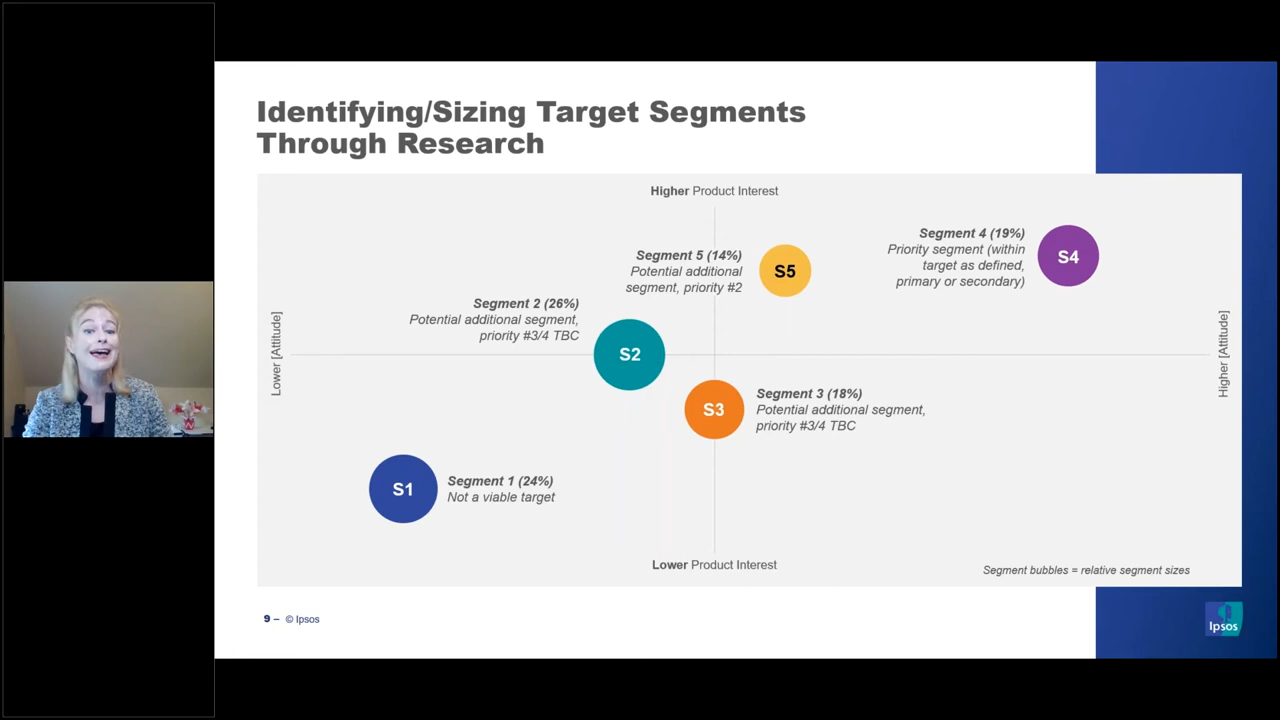 Identifying/Sizing Target Segments
Through Research
Higher Product Interest
Segment 4 (19%)
Priority segment (within
target as defined,
primary or secondary)
S4
Segment 5 (14%)
Potential additional
segment, priority #2
S5
Segment 2 (26%)
Potential additional segment,
priority #3/4 TBC
S2
Lower [Attitude]
Higher [Attitude]
S3
Segment 3 (18%)
Potential additional segment,
priority #3/4 TBC
S1
Segment 1 (24%)
Not a viable target
Lower Product Interest
Segment bubbles = relative segment sizes
9 – © Ipsos
Ipsos